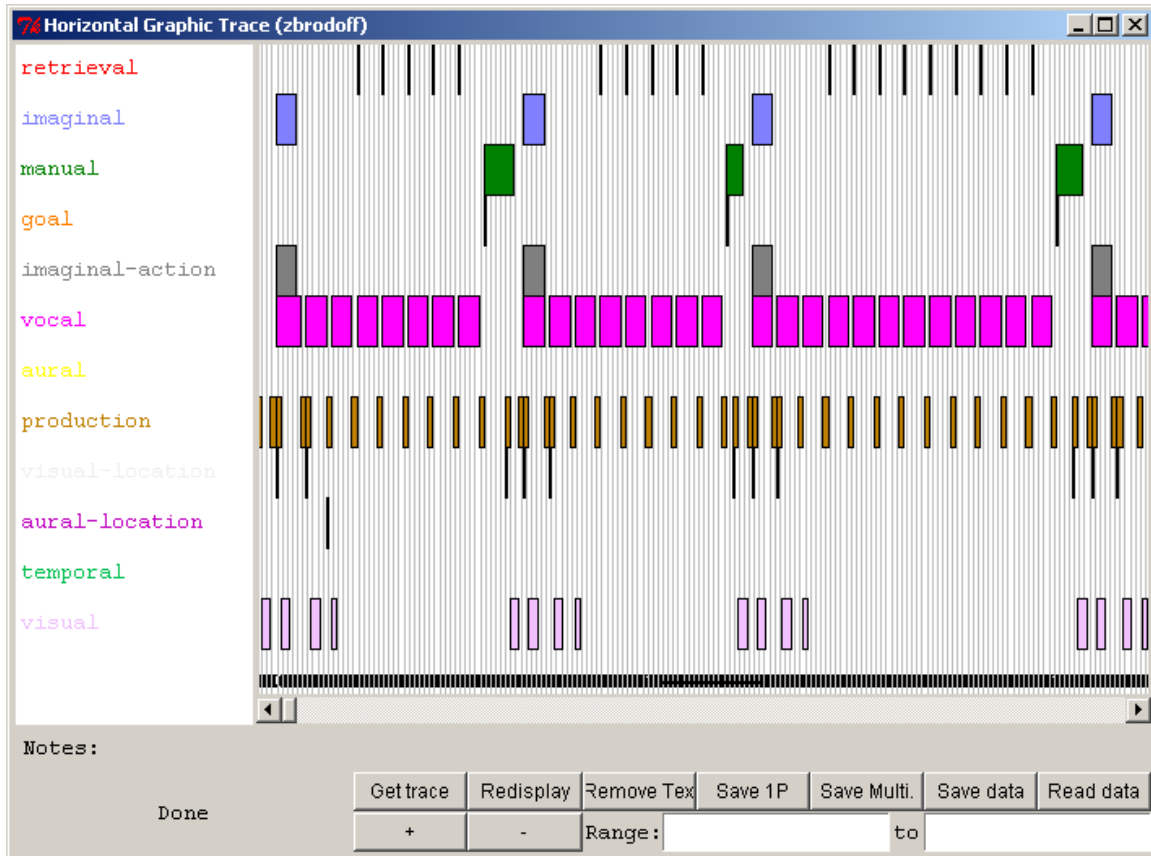 Horizontal Graphic Trace (zbrodoff)
retrieval
imaginal
manual
goal
imaginal-action
vocal
aural
production
visual-location
aural-location
temporal
visual
Notes:
Done
Get trace
Redisplay
Remove Tex
Save 1P
Save Multi.
Save data
Read data
+
-
Range:
to